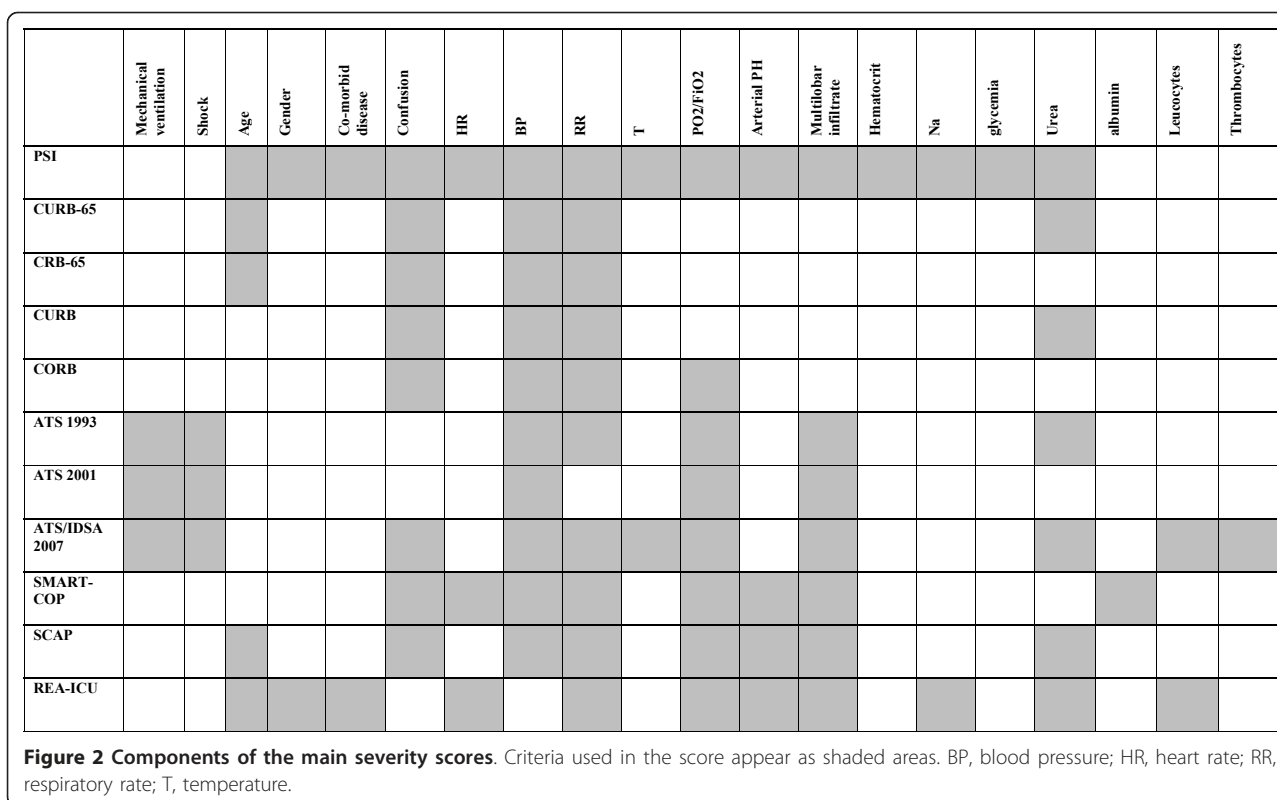 Mechanical
ventilation
Shock
Age
Gender
Co-morbid
disease
Confusion
HR
BP
RR
T
PO2/FiO2
Arterial PH
Multilobar
infiltrate
Hematocrit
Na
glycemia
Urea
albumin
Leucocytes
Thrombocytes
PSI
CURB-65
CRB-65
CURB
CORB
ATS 1993
ATS 2001
ATS/IDSA
2007
SMART-
COP
SCAP
REA-ICU
Figure 2 Components of the main severity scores. Criteria used in the score appear as shaded areas. BP, blood pressure; HR, heart rate; RR,
respiratory rate; T, temperature.